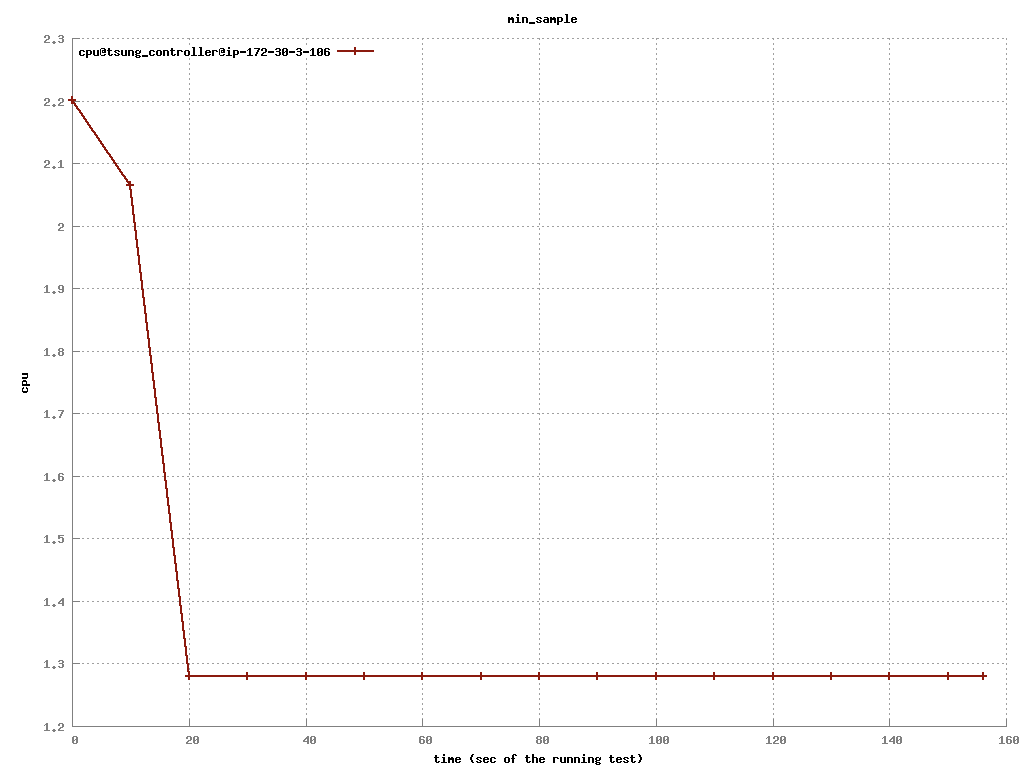 min_sample
cpu@tsung_controller@ip-172-30-3-106
2.3
2.2
2.1
2
1.9
1.8
1.7
1.6
1.5
1.4
1.3
1.2
cpu
0 20 40 60 80 100 120 140 160
time (sec of the running test)